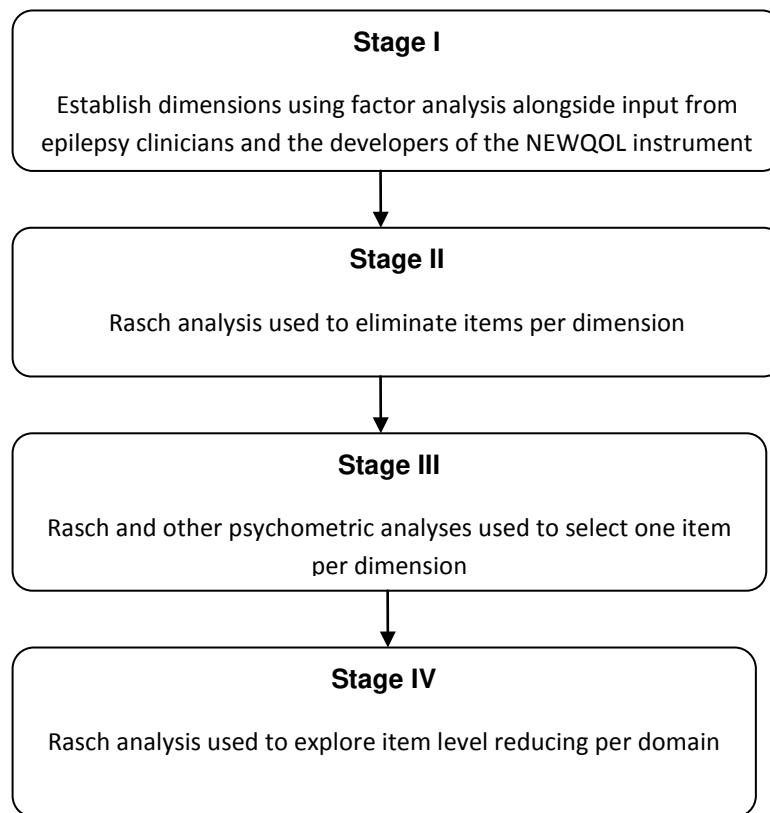 Stage I
Establish dimensions using factor analysis alongside input from
epilepsy clinicians and the developers of the NEWQOL instrument
Stage II
Rasch analysis used to eliminate items per dimension
Stage III
Rasch and other psychometric analyses used to select one item
per dimension
Stage IV
Rasch analysis used to explore item level reducing per domain